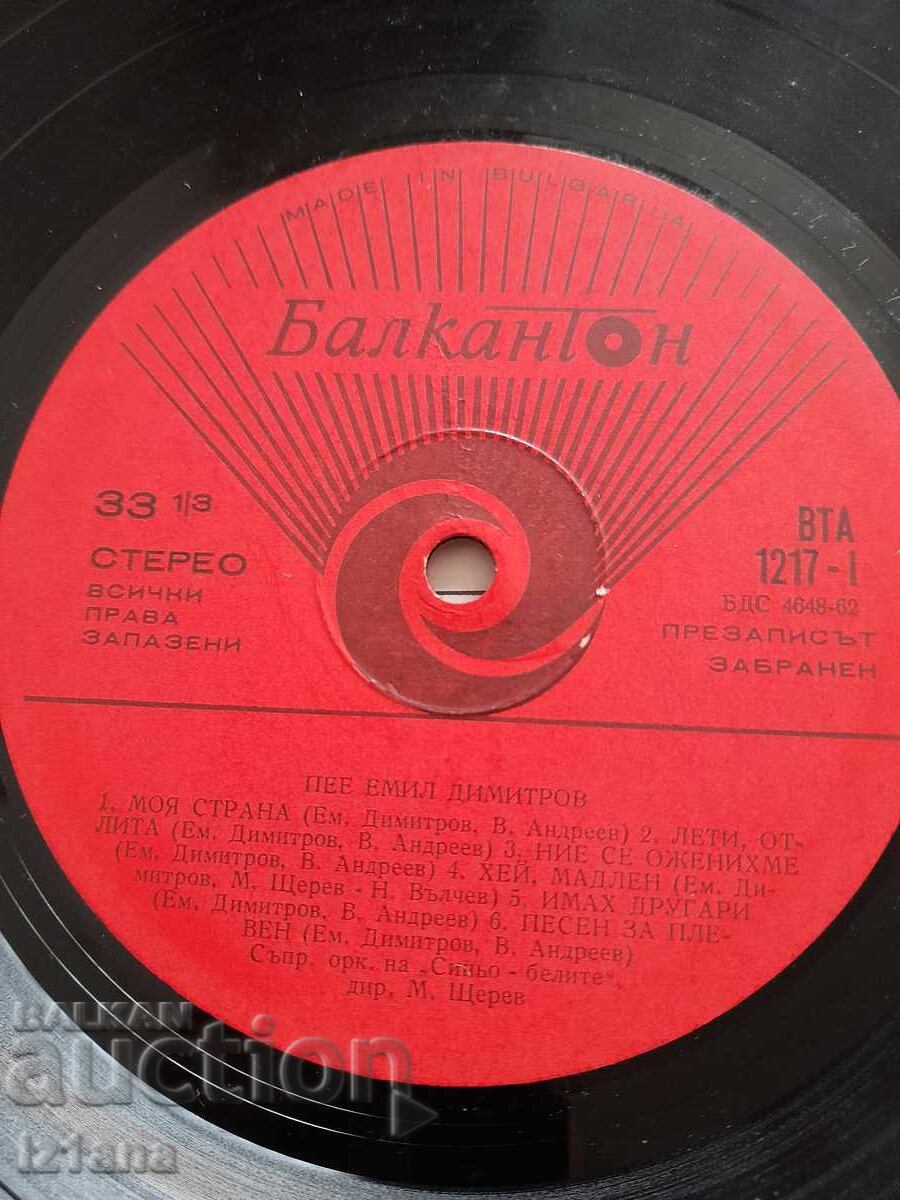 MADE IN BULGARIA
Балкантон
33 1/3
СТЕРЕО
ВСИЧКИ
ПРАВА
ЗАПАЗЕНИ
ВТА
1217-I
БДС 4648-62
ПРЕЗАПИСЪТ
ЗАБРАНЕН
ПЕЕ ЕМИЛ ДИМИТРОВ
1. МОЯ СТРАНА (Ем. Димитров, В. Андреев) 2. ЛЕТИ, ОТ-
ЛИТА (Ем. Димитров, В. Андреев) 3. НИЕ СЕ ОЖЕНИХМЕ
(Ем. Димитров, В. Андреев) 4. ХЕЙ, МАДЛЕН (Ем. Ди-
митров, М. Щерев - Н. Вълчев) 5. ИМАХ ДРУГАРИ
(Ем. Димитров, В. Андреев) 6. ПЕСЕН ЗА ПЛЕ-
ВЕН (Ем. Димитров, В. Андреев)
Съпр. орк. на „Синьо - белите",
дир. М. Щерев
BALKAN
auction
iz1ana